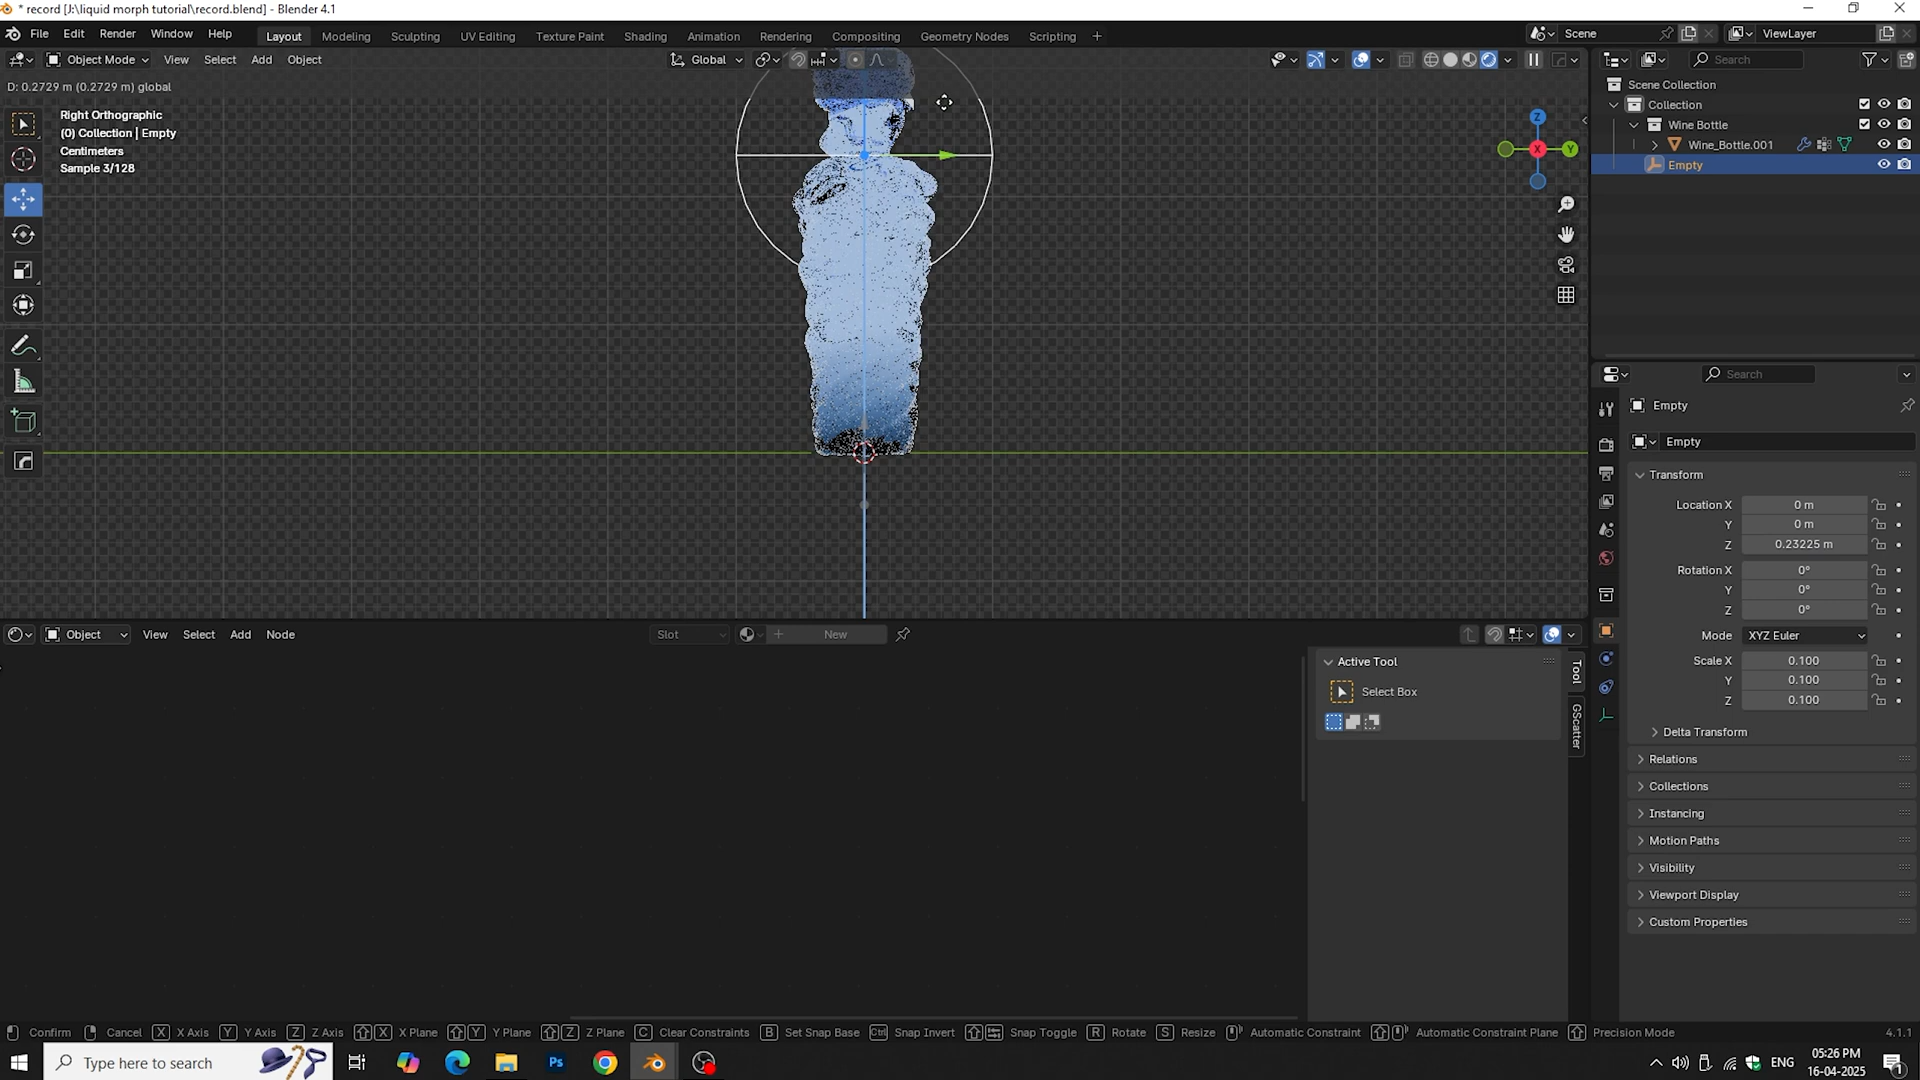 * record [J:\liquid morph tutorial\record.blend] - Blender 4.1
File Edit Render Window Help Layout Modeling Sculpting UV Editing Texture Paint Shading Animation Rendering Compositing Geometry Nodes Scripting + Scene ViewLayer
Object Mode View Select Add Object Global Search
D: 0.2729 m (0.2729 m) global
Right Orthographic
(0) Collection | Empty
Centimeters
Sample 3/128
Z
X
Y
Scene Collection
Collection
Wine Bottle
Wine_Bottle.001
Empty
Search
Empty
Empty
Transform
Location X 0 m
Y 0 m
Z 0.23225 m
Rotation X 0°
Y 0°
Z 0°
Mode XYZ Euler
Scale X 0.100
Y 0.100
Z 0.100
Delta Transform
Relations
Collections
Instancing
Motion Paths
Visibility
Viewport Display
Custom Properties
Object View Select Add Node Slot New
Active Tool
Select Box
Tool
GScatter
Confirm Cancel X X Axis Y Y Axis Z Z Axis X X Plane Y Y Plane Z Z Plane C Clear Constraints B Set Snap Base Ctrl Snap Invert Snap Toggle R Rotate S Resize Automatic Constraint Automatic Constraint Plane Precision Mode 4.1.1
Type here to search
Ps
ENG
05:26 PM
16-04-2025
1